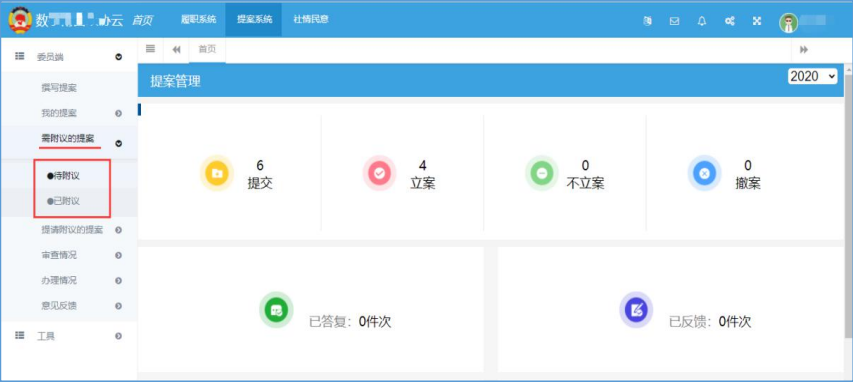 数 办云 首页 履职系统 提案系统 社情民意
委员端
首页
撰写提案
我的提案
需附议的提案
●待附议
●已附议
提请附议的提案
审查情况
办理情况
意见反馈
工具
提案管理
2020
6
提交
4
立案
0
不立案
0
撤案
已答复：0件次
已反馈：0件次